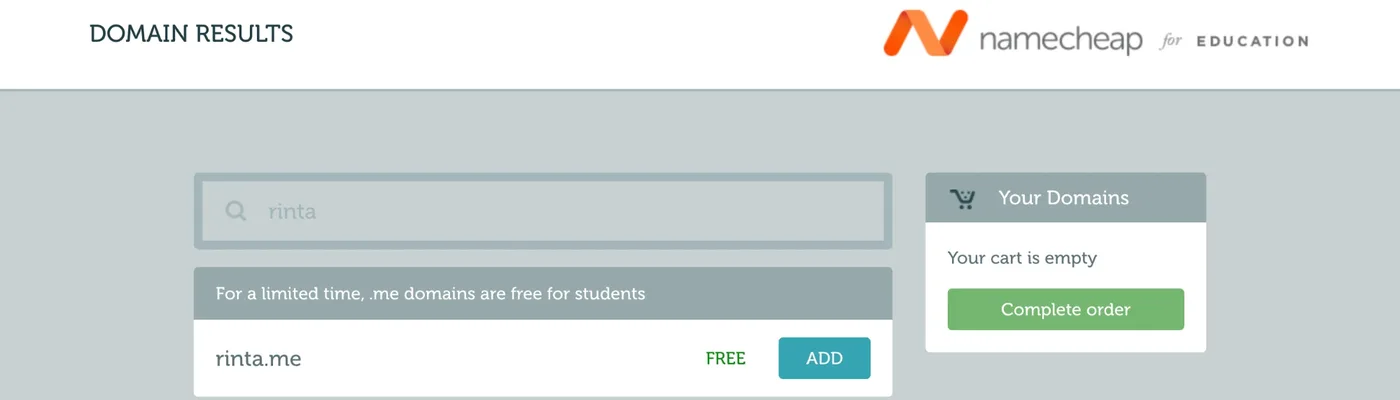 DOMAIN RESULTS
namecheap for EDUCATION
rinta
For a limited time, .me domains are free for students
rinta.me FREE ADD
Your Domains
Your cart is empty
Complete order